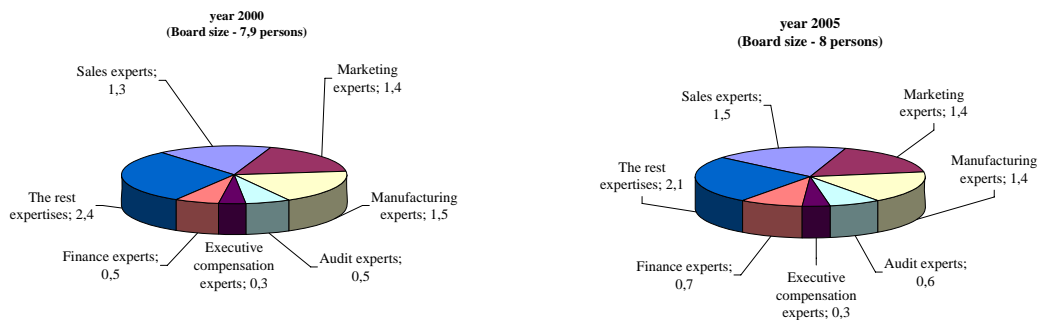 year 2000
(Board size - 7,9 persons)
Sales experts;
1,3
Marketing
experts; 1,4
The rest
expertises; 2,4
Manufacturing
experts; 1,5
Finance experts;
0,5
Executive
compensation
experts; 0,3
Audit experts;
0,5
year 2005
(Board size - 8 persons)
Sales experts;
1,5
Marketing
experts; 1,4
The rest
expertises; 2,1
Manufacturing
experts; 1,4
Finance experts;
0,7
Executive
compensation
experts; 0,3
Audit experts;
0,6